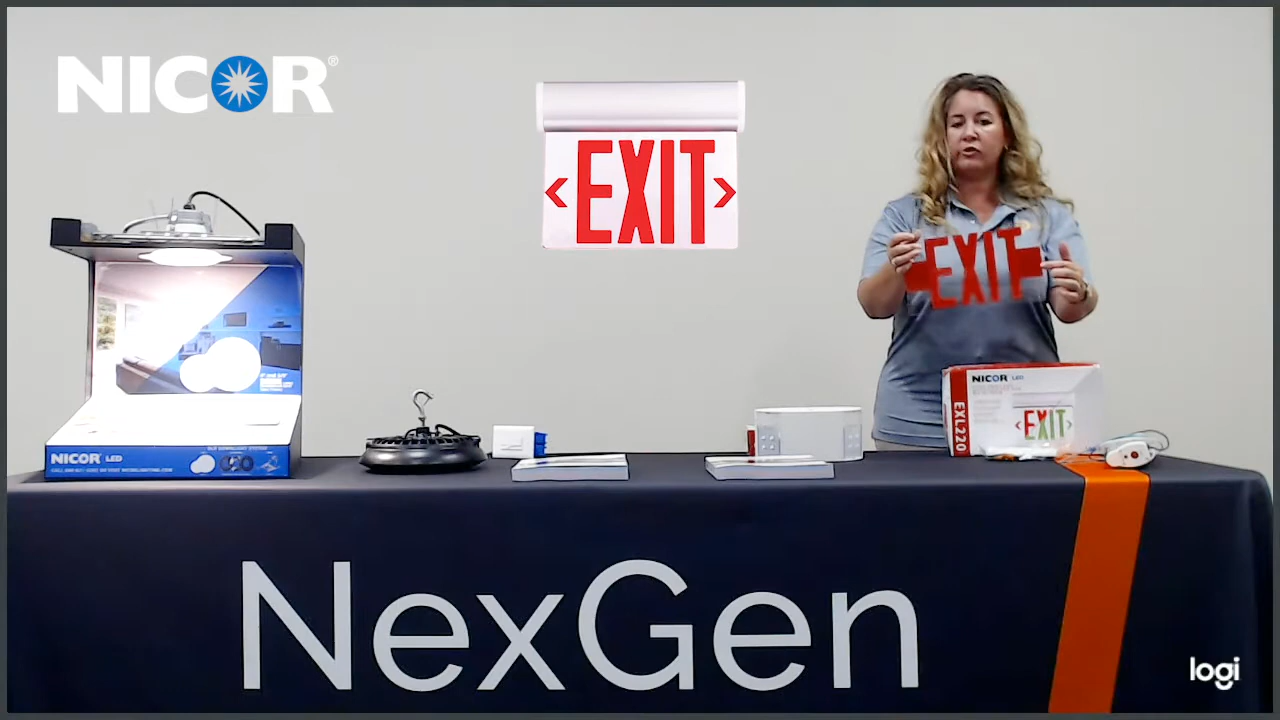 NICOR®
EXIT
EXIT
NICOR LED
EXL220
EXIT
NICOR LED
NexGen
logi